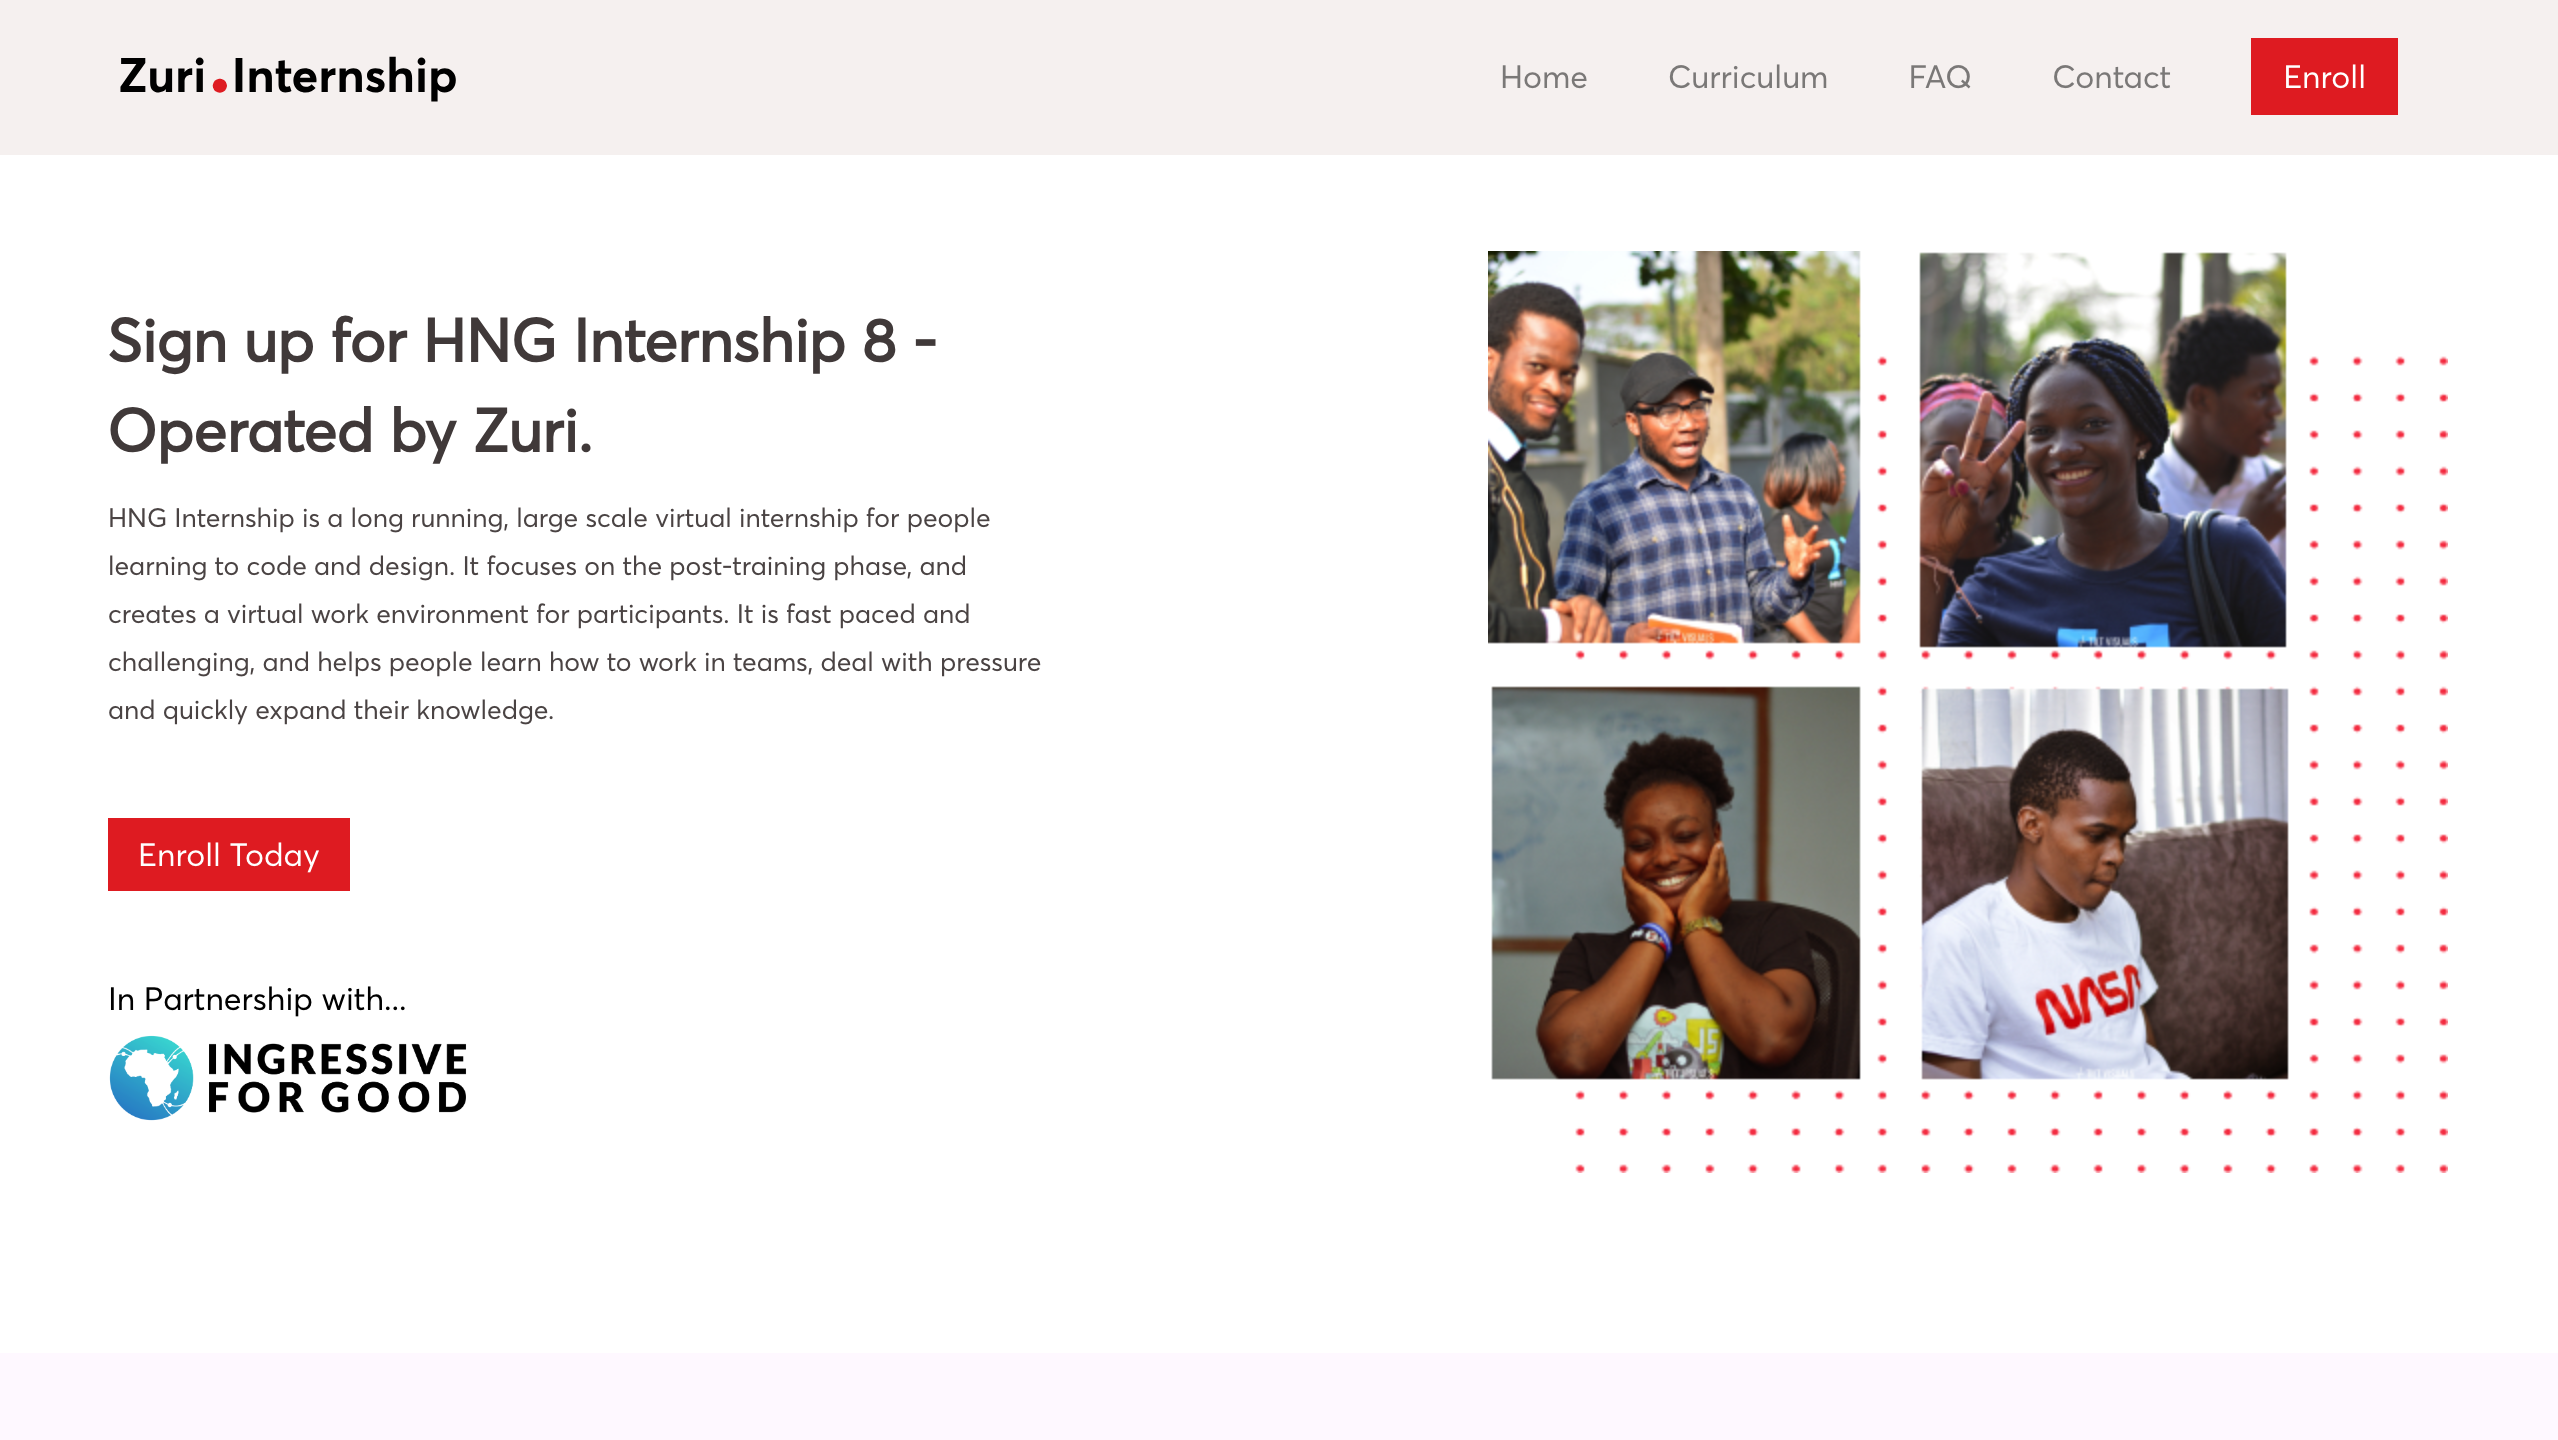 Zuri.Internship
Home Curriculum FAQ Contact Enroll
Sign up for HNG Internship 8 -
Operated by Zuri.
HNG Internship is a long running, large scale virtual internship for people
learning to code and design. It focuses on the post-training phase, and
creates a virtual work environment for participants. It is fast paced and
challenging, and helps people learn how to work in teams, deal with pressure
and quickly expand their knowledge.
Enroll Today
In Partnership with...
INGRESSIVE
FOR GOOD
NASA
JS